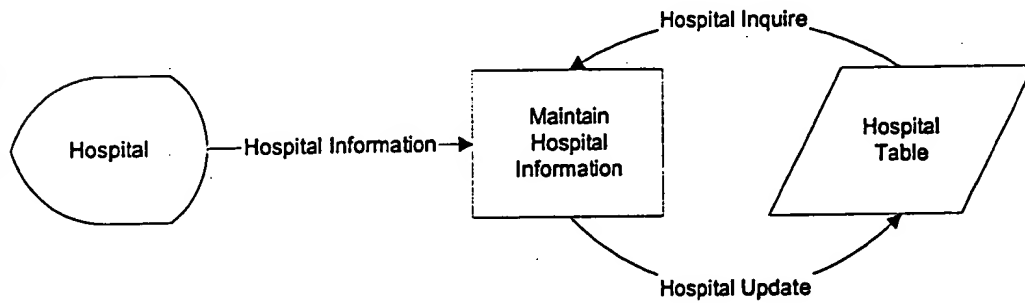 Hospital Inquire
Hospital
Hospital Information
Maintain
Hospital
Information
Hospital
Table
Hospital Update